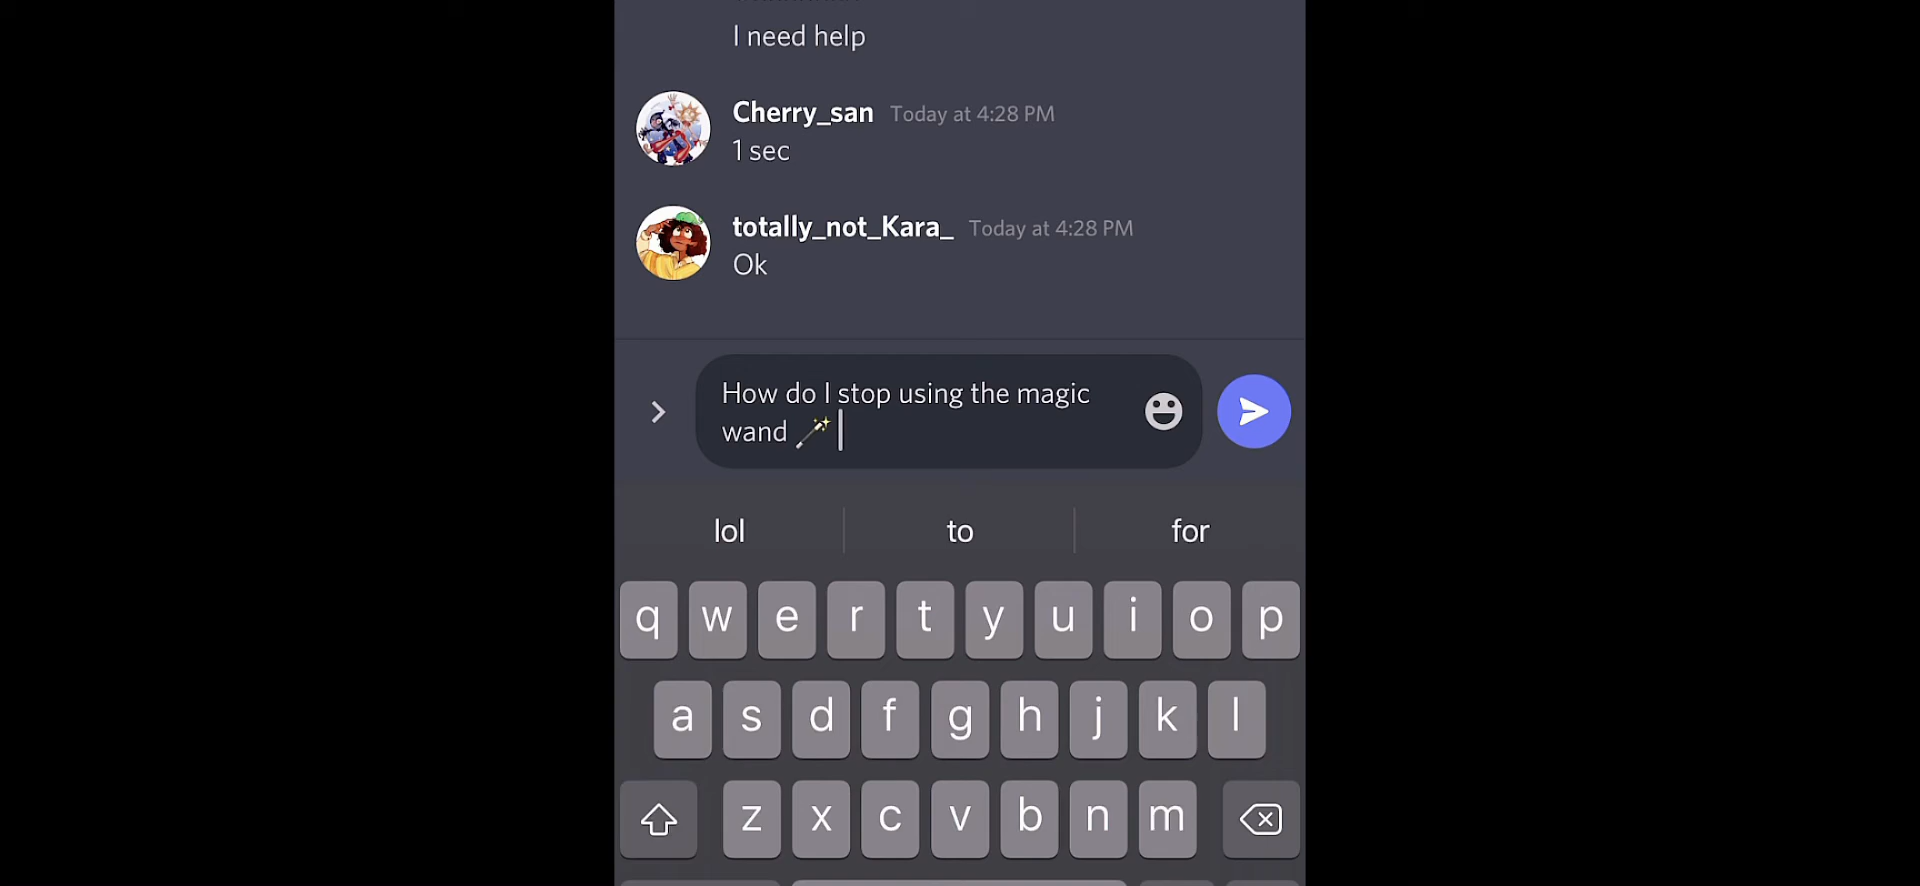 I need help
Cherry_san Today at 4:28 PM
1 sec
totally_not_Kara_ Today at 4:28 PM
Ok
How do I stop using the magic
wand 🪄
lol to for
q w e r t y u i o p
a s d f g h j k l
z x c v b n m